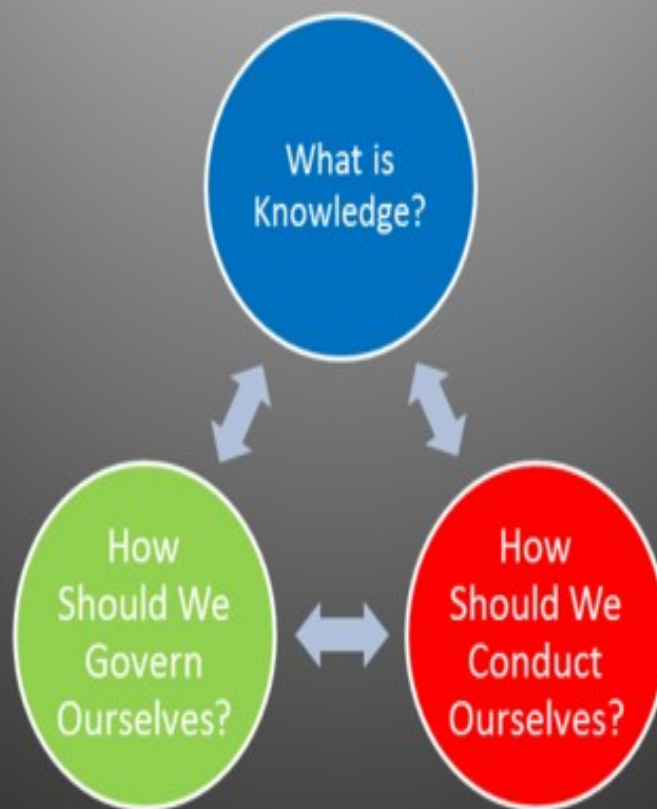 What is
Knowledge?
How
Should We
Govern
Ourselves?
How
Should We
Conduct
Ourselves?